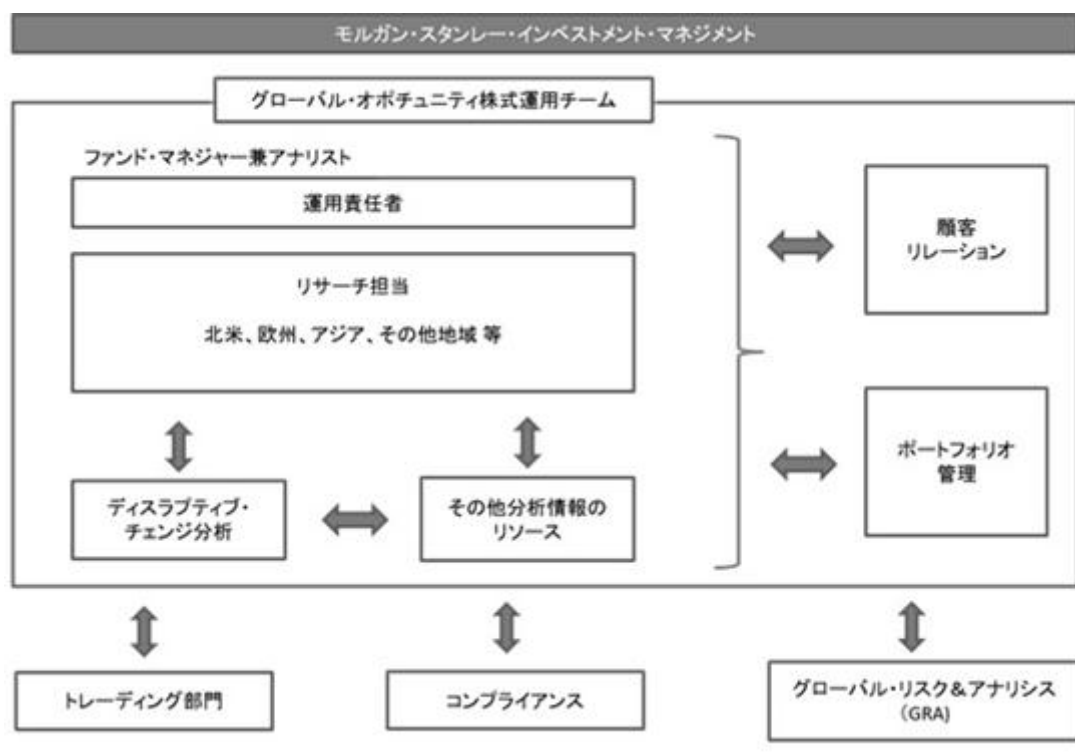 モルガン・スタンレー・インベストメント・マネジメント
グローバル・オポチュニティ株式運用チーム
ファンド・マネジャー兼アナリスト
運用責任者
リサーチ担当
北米、欧州、アジア、その他地域 等
顧客
リレーション
ポートフォリオ
管理
ディスラプティブ・
チェンジ分析
その他分析情報の
リソース
トレーディング部門
コンプライアンス
グローバル・リスク&アナリシス
(GRA)